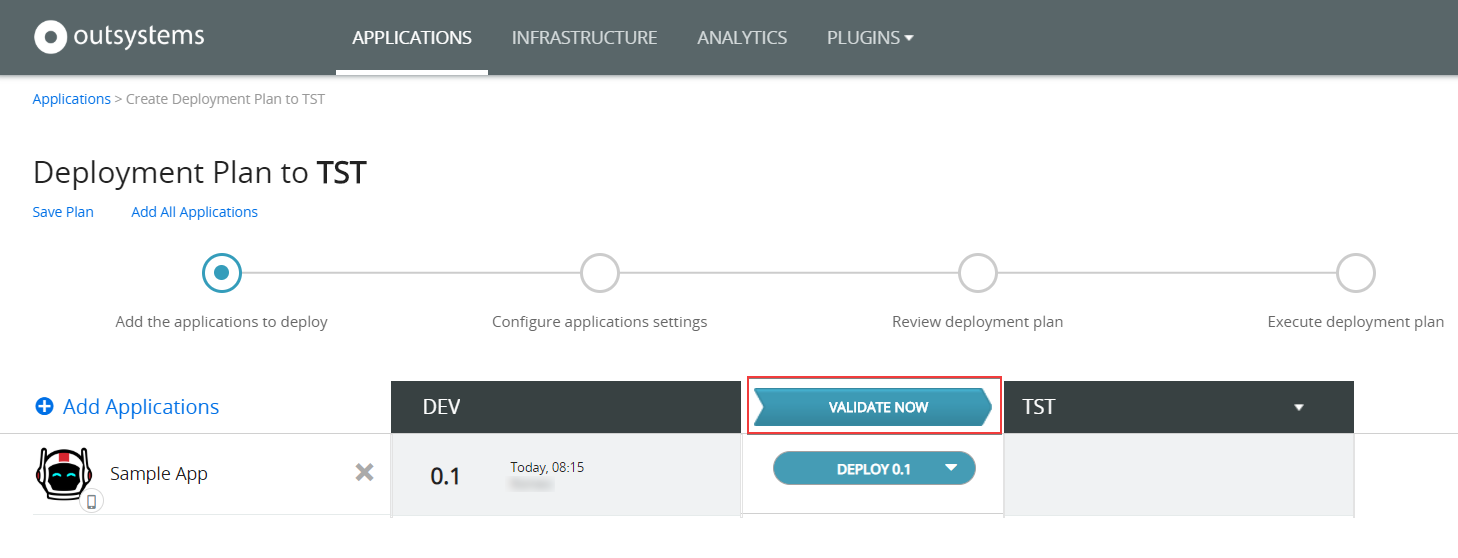 outsystems
APPLICATIONS INFRASTRUCTURE ANALYTICS PLUGINS
Applications > Create Deployment Plan to TST
Deployment Plan to TST
Save Plan Add All Applications
Add the applications to deploy Configure applications settings Review deployment plan Execute deployment plan
Add Applications DEV VALIDATE NOW TST
Sample App 0.1 Today, 08:15 DEPLOY 0.1